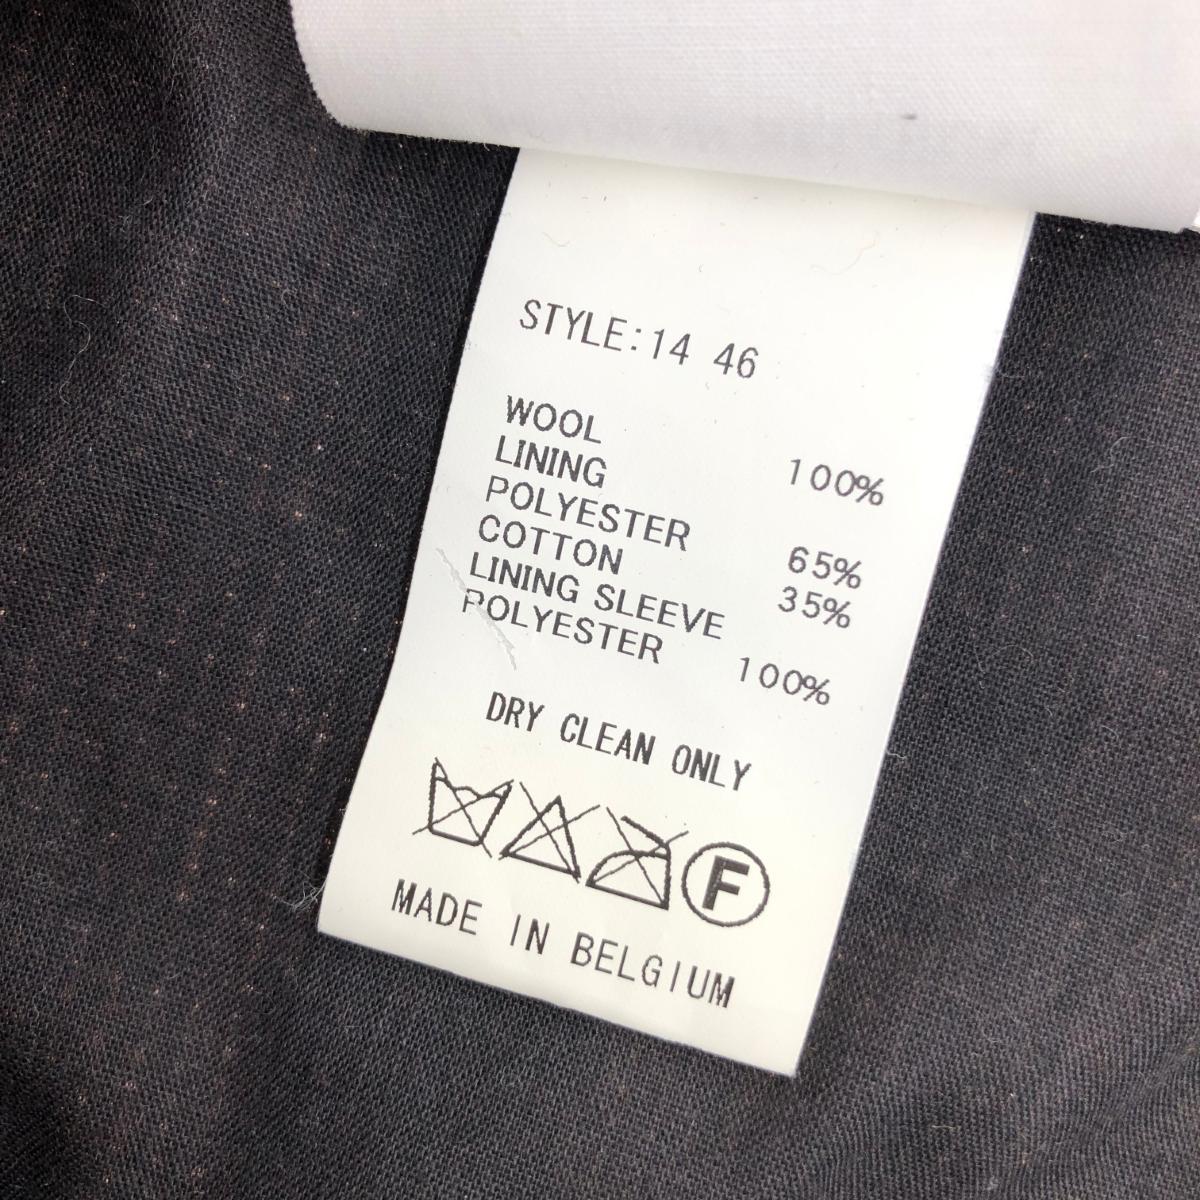 STYLE:14 46
WOOL 100%
LINING
POLYESTER 65%
COTTON 35%
LINING SLEEVE
POLYESTER 100%
DRY CLEAN ONLY
F
MADE IN BELGIUM